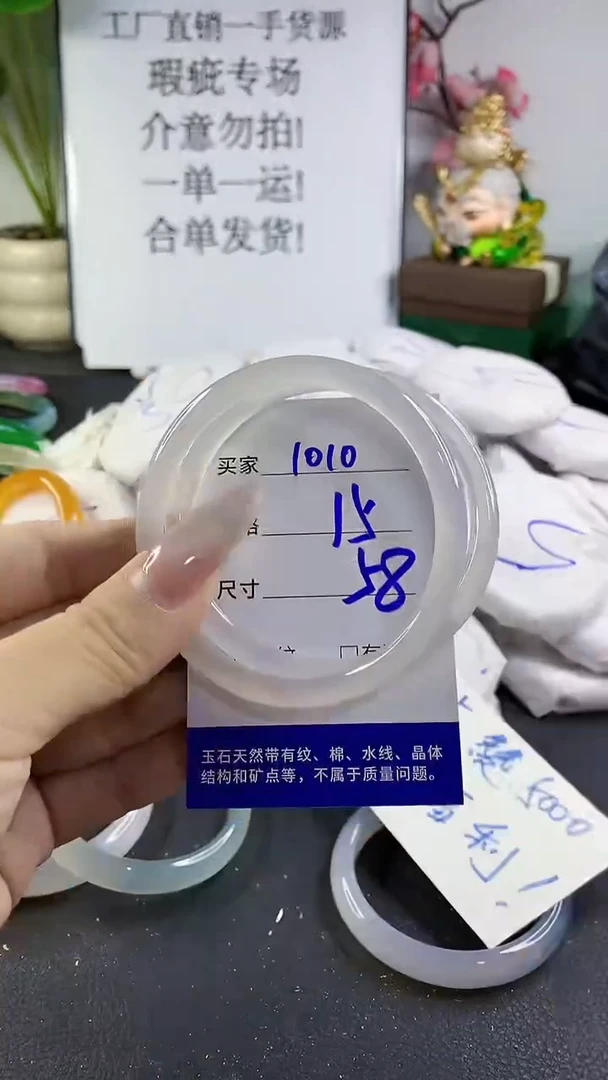 工厂直销一手货源
瑕疵专场
介意勿拍!
一单一运!
合单发货!
买家 1010
15
尺寸 58
玉石天然带有纹、棉、水线、晶体
结构和矿点等，不属于质量问题。
5000
利!